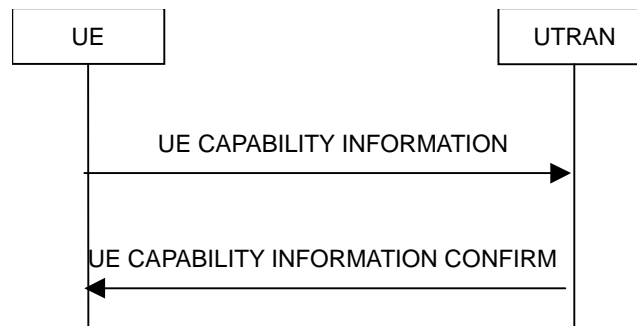 UE
UTRAN
UE CAPABILITY INFORMATION
UE CAPABILITY INFORMATION CONFIRM